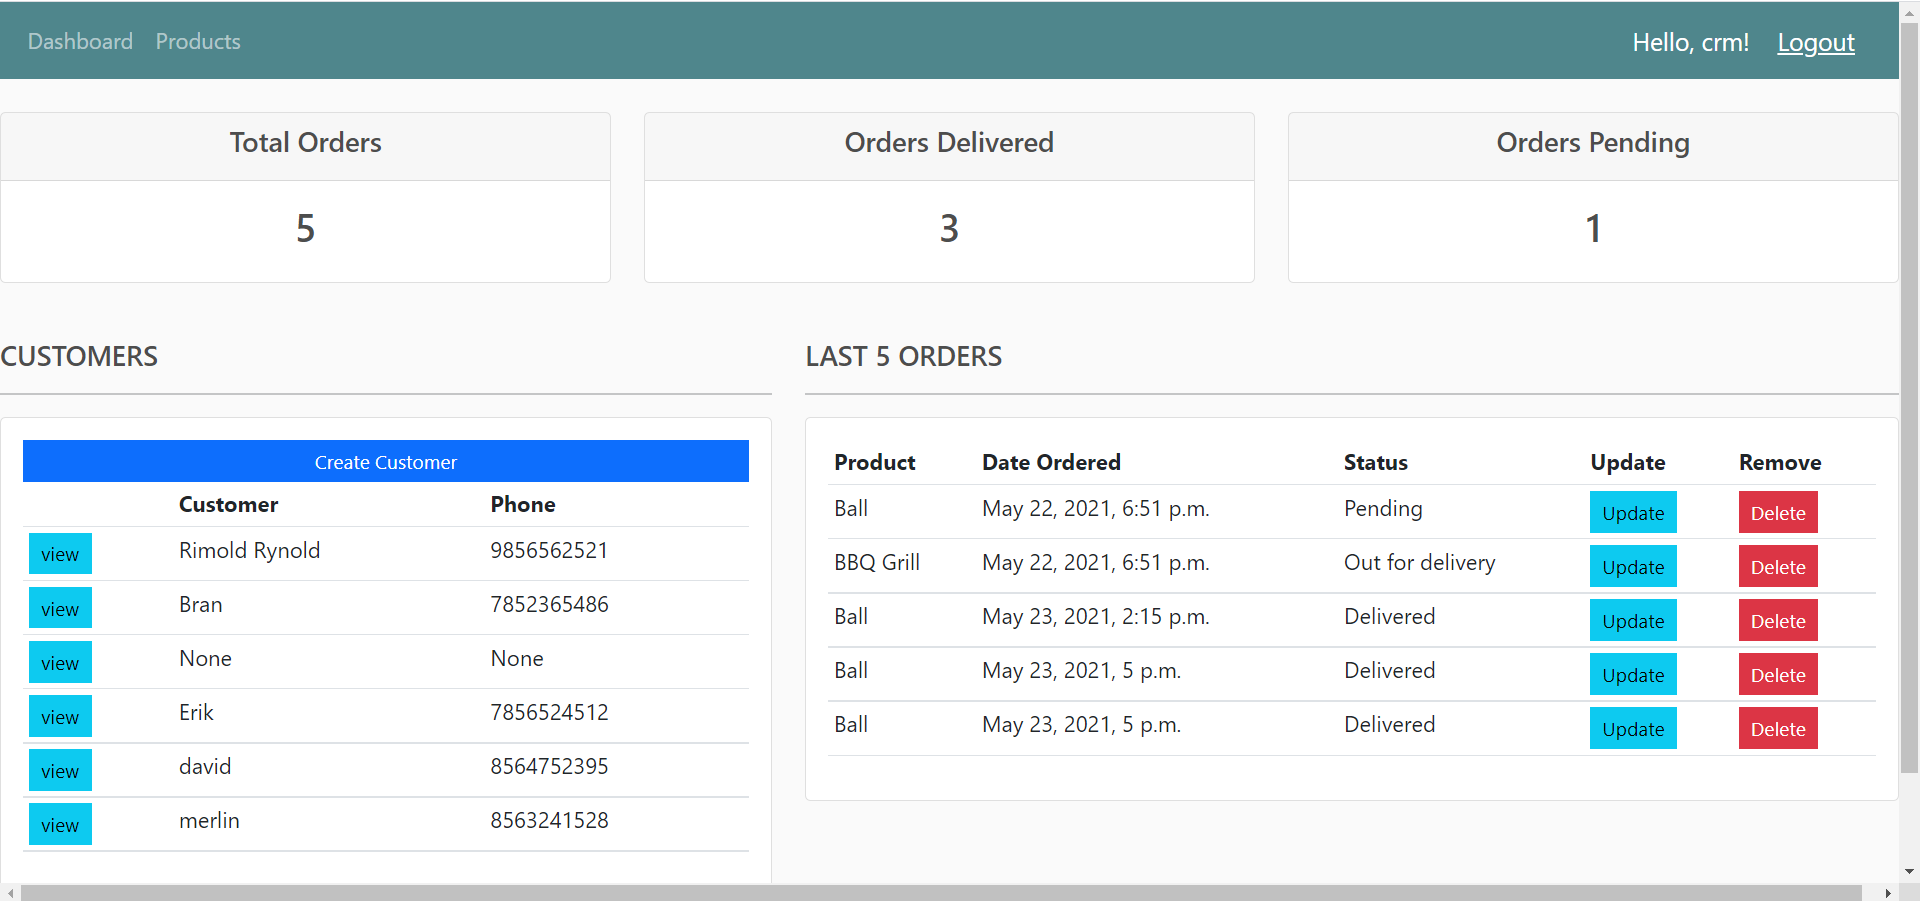 Dashboard Products Hello, crm! Logout
Total Orders Orders Delivered Orders Pending
5 3 1
CUSTOMERS
Create Customer
Customer Phone
view Rimold Rynold 9856562521
view Bran 7852365486
view None None
view Erik 7856524512
view david 8564752395
view merlin 8563241528
LAST 5 ORDERS
Product Date Ordered Status Update Remove
Ball May 22, 2021, 6:51 p.m. Pending Update Delete
BBQ Grill May 22, 2021, 6:51 p.m. Out for delivery Update Delete
Ball May 23, 2021, 2:15 p.m. Delivered Update Delete
Ball May 23, 2021, 5 p.m. Delivered Update Delete
Ball May 23, 2021, 5 p.m. Delivered Update Delete